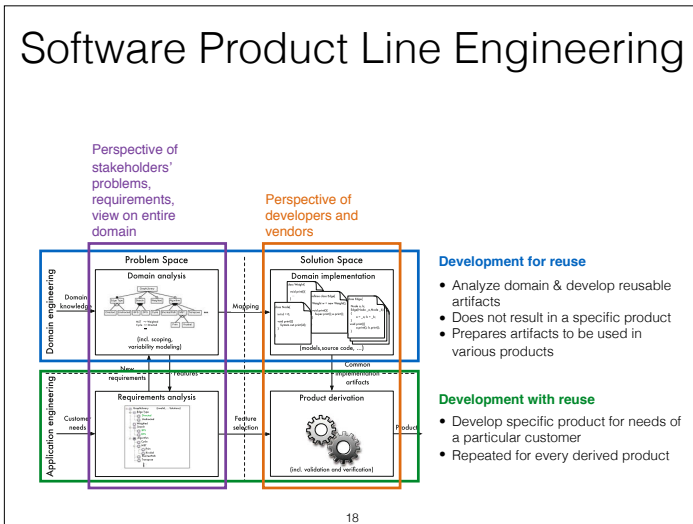 Software Product Line Engineering
Perspective of
stakeholders'
problems,
requirements,
view on entire
domain
Perspective of
developers and
vendors
Problem Space
Solution Space
Domain engineering
Domain
knowledge
Domain analysis
(incl. scoping,
variability modeling)
Mapping
Domain implementation
(models,source code, ...)
New
requirements
Features
Common
implementation
artifacts
Application engineering
Customer
needs
Requirements analysis
Feature
selection
Product derivation
(incl. validation and verification)
Product
Development for reuse
• Analyze domain & develop reusable
artifacts
• Does not result in a specific product
• Prepares artifacts to be used in
various products
Development with reuse
• Develop specific product for needs of
a particular customer
• Repeated for every derived product
18